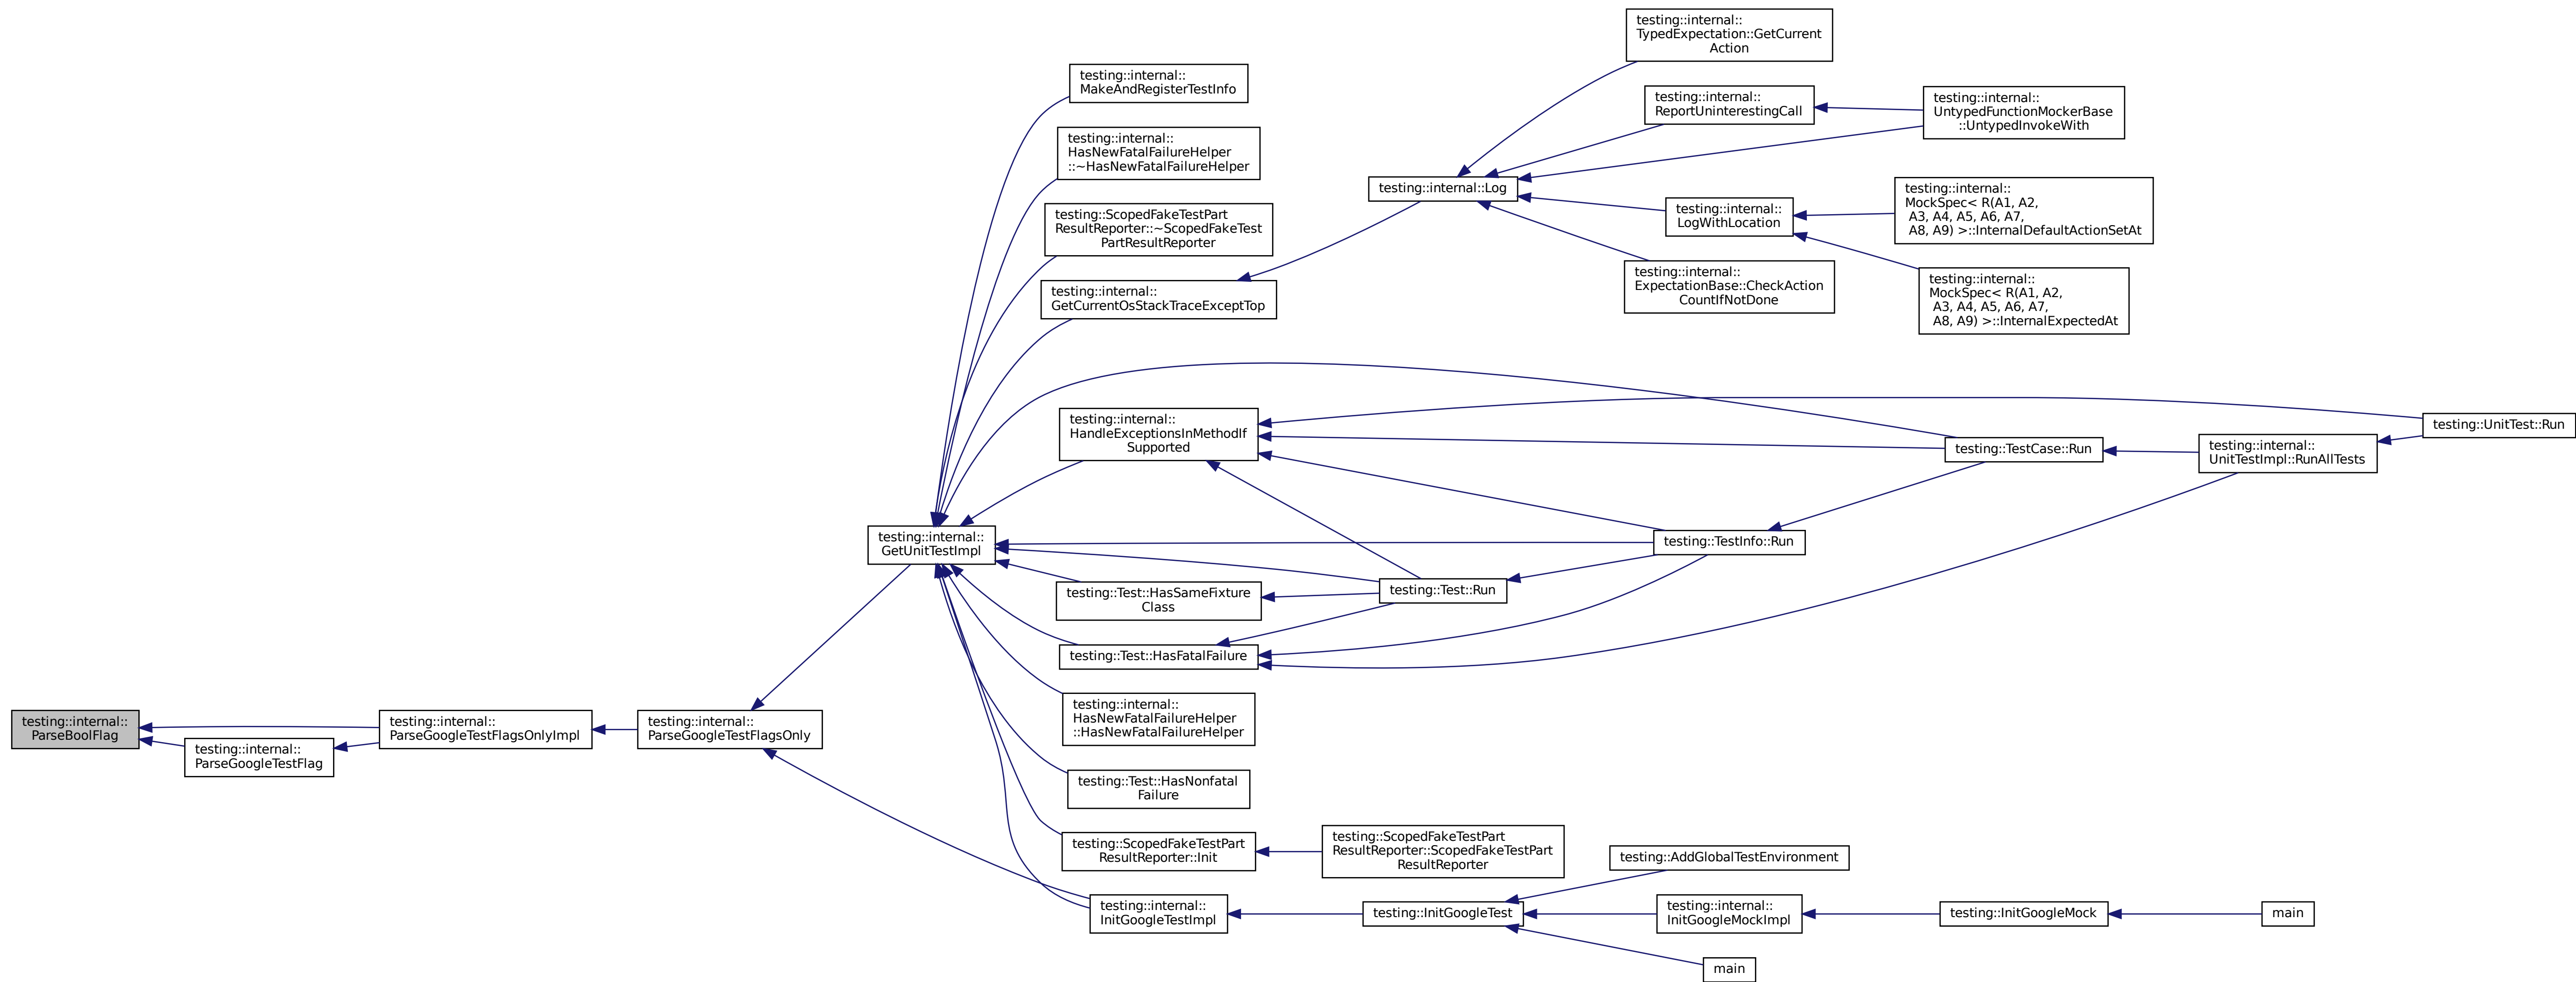 testing::internal::
TypedExpectation::GetCurrent
Action
testing::internal::
MakeAndRegisterTestInfo
testing::internal::
ReportUninterestingCall
testing::internal::
UntypedFunctionMockerBase
::UntypedInvokeWith
testing::internal::
HasNewFatalFailureHelper
::~HasNewFatalFailureHelper
testing::internal::Log
testing::internal::
MockSpec< R(A1, A2,
A3, A4, A5, A6, A7,
A8, A9) >::InternalDefaultActionSetAt
testing::ScopedFakeTestPart
ResultReporter::~ScopedFakeTest
PartResultReporter
testing::internal::
LogWithLocation
testing::internal::
GetCurrentOsStackTraceExceptTop
testing::internal::
ExpectationBase::CheckAction
CountIfNotDone
testing::internal::
MockSpec< R(A1, A2,
A3, A4, A5, A6, A7,
A8, A9) >::InternalExpectedAt
testing::internal::
HandleExceptionsInMethodIf
Supported
testing::UnitTest::Run
testing::TestCase::Run
testing::internal::
UnitTestImpl::RunAllTests
testing::internal::
GetUnitTestImpl
testing::TestInfo::Run
testing::Test::HasSameFixture
Class
testing::Test::Run
testing::Test::HasFatalFailure
testing::internal::
HasNewFatalFailureHelper
::HasNewFatalFailureHelper
testing::internal::
ParseBoolFlag
testing::internal::
ParseGoogleTestFlag
testing::internal::
ParseGoogleTestFlagsOnlyImpl
testing::internal::
ParseGoogleTestFlagsOnly
testing::Test::HasNonfatal
Failure
testing::ScopedFakeTestPart
ResultReporter::Init
testing::ScopedFakeTestPart
ResultReporter::ScopedFakeTestPart
ResultReporter
testing::AddGlobalTestEnvironment
testing::internal::
InitGoogleTestImpl
testing::InitGoogleTest
testing::internal::
InitGoogleMockImpl
testing::InitGoogleMock
main
main